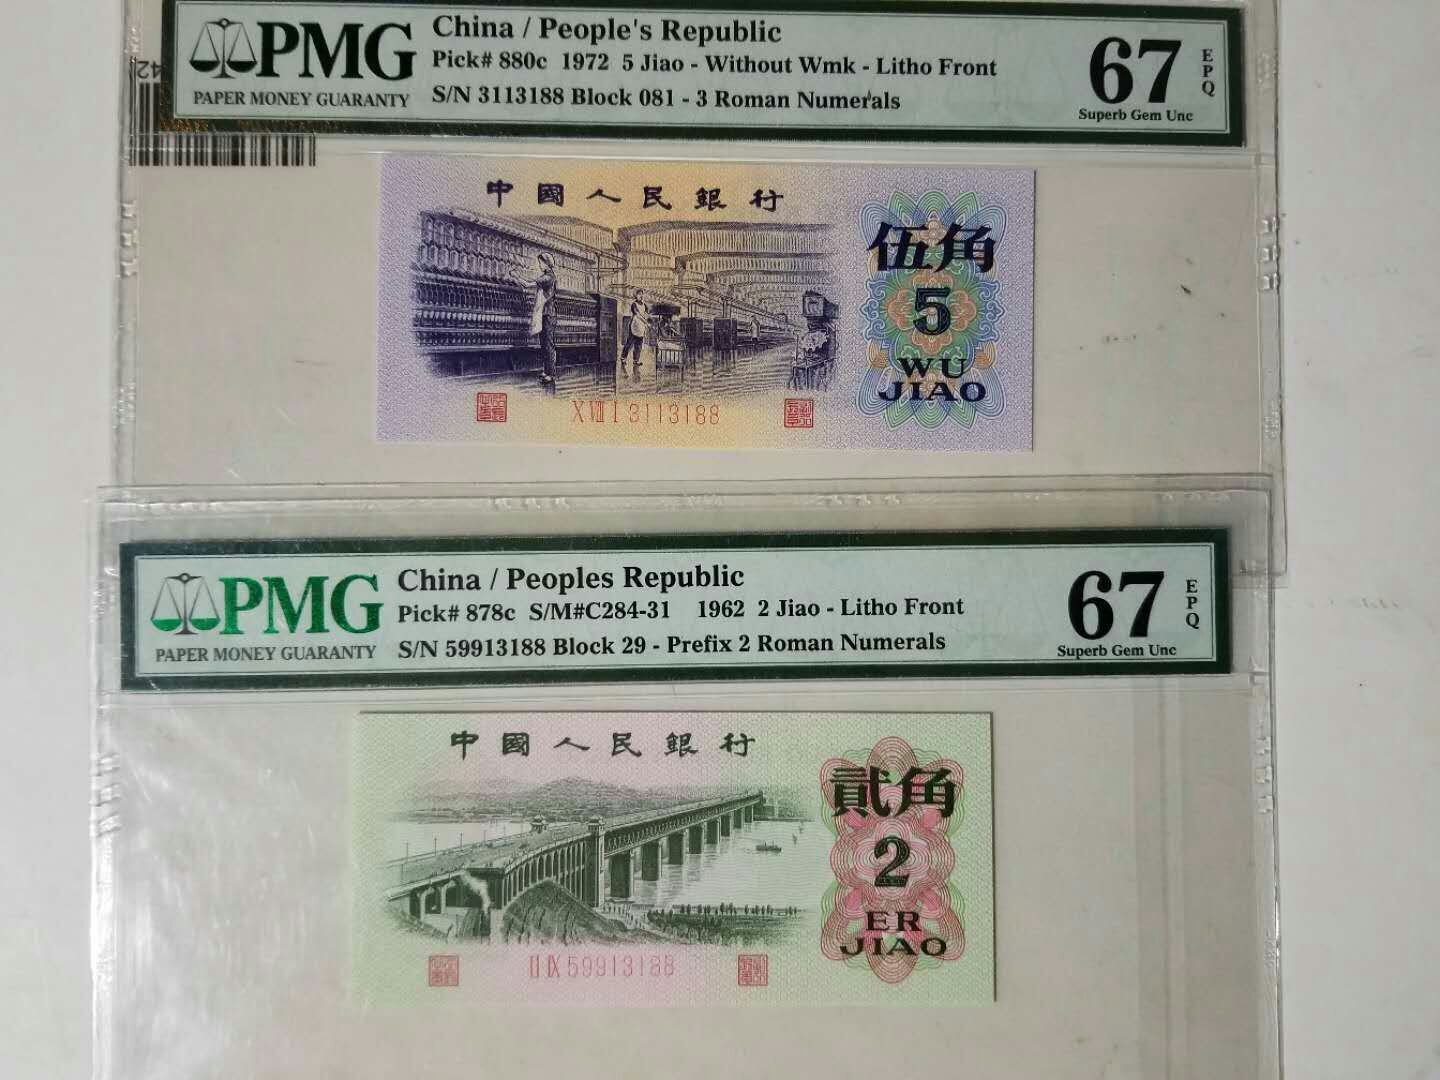 PMG
PAPER MONEY GUARANTY
China / People's Republic
Pick# 880c 1972 5 Jiao - Without Wmk - Litho Front
S/N 3113188 Block 081 - 3 Roman Numerals
67
EPQ
Superb Gem Unc
42
中國人民銀行
伍角
5
WU
JIAO
X VIII I 3113188
PMG
PAPER MONEY GUARANTY
China / Peoples Republic
Pick# 878c S/M#C284-31 1962 2 Jiao - Litho Front
S/N 59913188 Block 29 - Prefix 2 Roman Numerals
67
EPQ
Superb Gem Unc
中國人民銀行
貳角
2
ER
JIAO
II IX 59913188